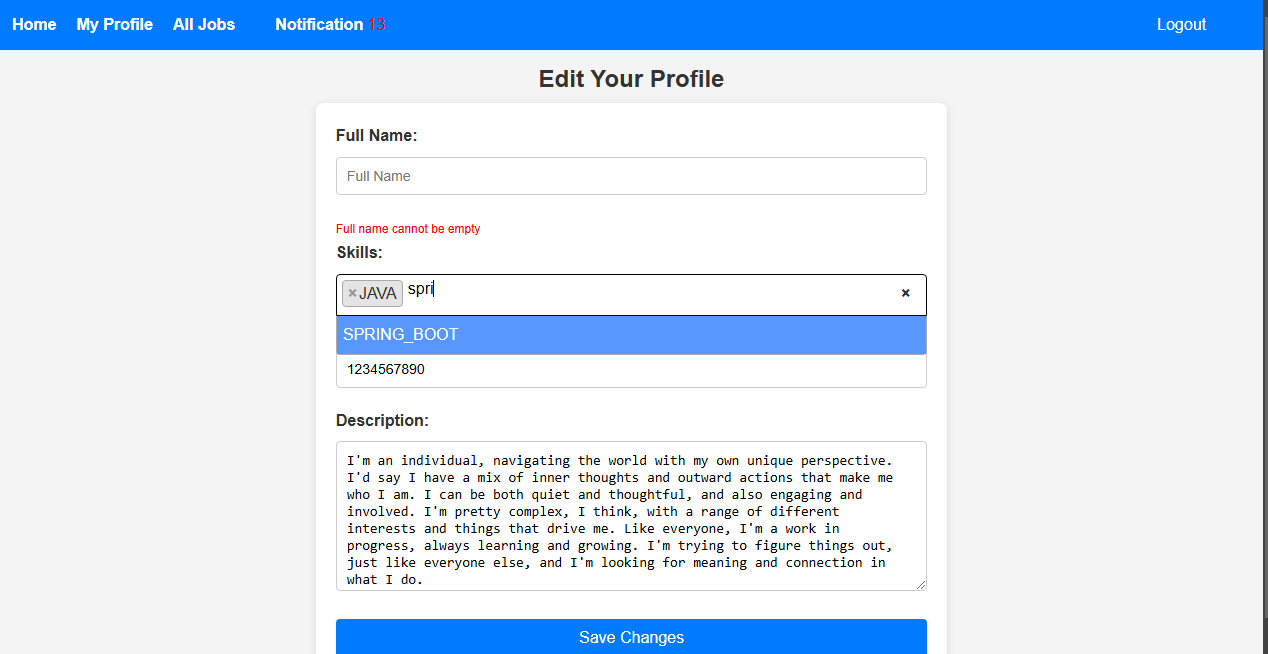 Home My Profile All Jobs Notification 13 Logout
Edit Your Profile
Full Name:
Full Name
Full name cannot be empty
Skills:
×JAVA spri ×
SPRING_BOOT
1234567890
Description:
I'm an individual, navigating the world with my own unique perspective.
I'd say I have a mix of inner thoughts and outward actions that make me
who I am. I can be both quiet and thoughtful, and also engaging and
involved. I'm pretty complex, I think, with a range of different
interests and things that drive me. Like everyone, I'm a work in
progress, always learning and growing. I'm trying to figure things out,
just like everyone else, and I'm looking for meaning and connection in
what I do.
Save Changes